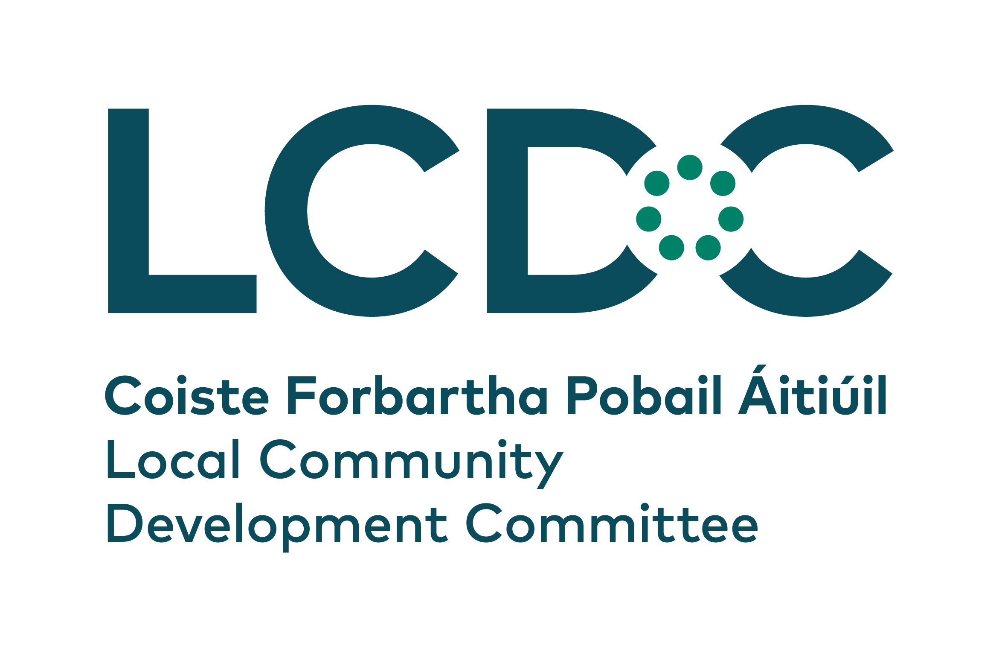 LCDC
Coiste Forbartha Pobail Áitiúil
Local Community
Development Committee